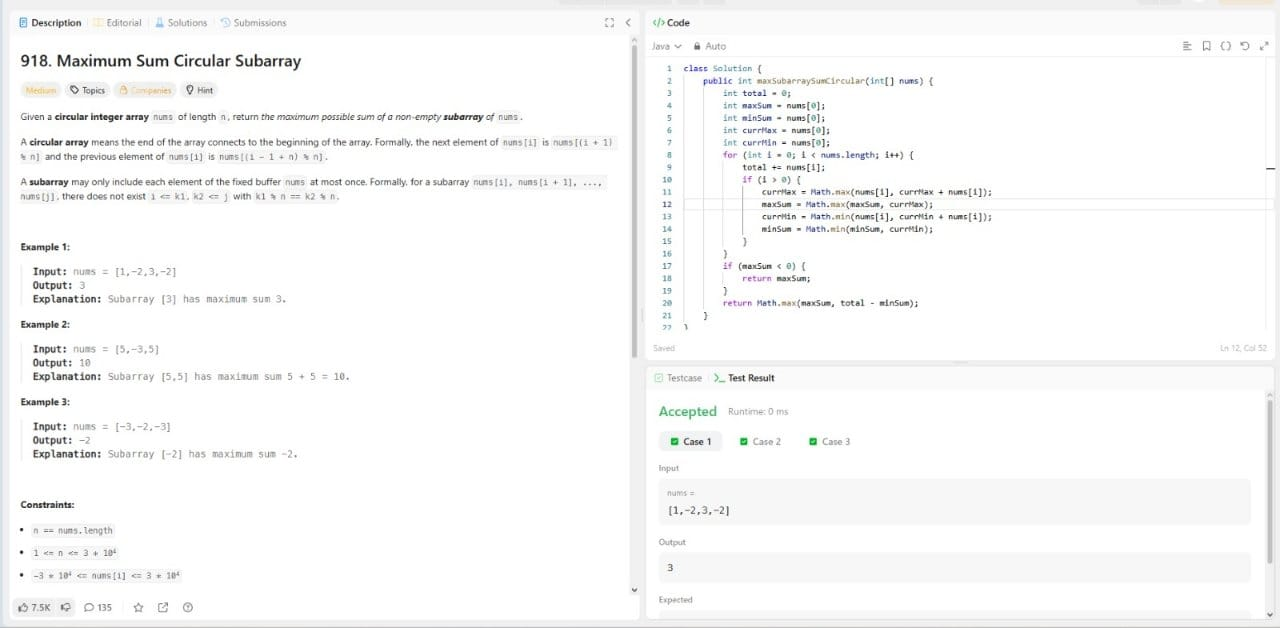 Description
Editorial
Solutions
Submissions
918. Maximum Sum Circular Subarray
Medium
Topics
Companies
Hint
Given a circular integer array nums of length n, return the maximum possible sum of a non-empty subarray of nums.
A circular array means the end of the array connects to the beginning of the array. Formally, the next element of nums[i] is nums[(i + 1)
% n] and the previous element of nums[i] is nums[(i - 1 + n) % n].
A subarray may only include each element of the fixed buffer nums at most once. Formally, for a subarray nums[i], nums[i + 1], ...,
nums[j], there does not exist i <= k1, k2 <= j with k1 % n == k2 % n.
Example 1:
Input: nums = [1,-2,3,-2]
Output: 3
Explanation: Subarray [3] has maximum sum 3.
Example 2:
Input: nums = [5,-3,5]
Output: 10
Explanation: Subarray [5,5] has maximum sum 5 + 5 = 10.
Example 3:
Input: nums = [-3,-2,-3]
Output: -2
Explanation: Subarray [-2] has maximum sum -2.
Constraints:
• n == nums.length
• 1 <= n <= 3 * 10⁴
• -3 * 10⁴ <= nums[i] <= 3 * 10⁴
7.5K
135
</> Code
Java
Auto
1 class Solution {
2 public int maxSubarraySumCircular(int[] nums) {
3 int total = 0;
4 int maxSum = nums[0];
5 int minSum = nums[0];
6 int currMax = nums[0];
7 int currMin = nums[0];
8 for (int i = 0; i < nums.length; i++) {
9 total += nums[i];
10 if (i > 0) {
11 currMax = Math.max(nums[i], currMax + nums[i]);
12 maxSum = Math.max(maxSum, currMax);
13 currMin = Math.min(nums[i], currMin + nums[i]);
14 minSum = Math.min(minSum, currMin);
15 }
16 }
17 if (maxSum < 0) {
18 return maxSum;
19 }
20 return Math.max(maxSum, total - minSum);
21 }
22 }
Saved
Ln 12, Col 52
Testcase
>_ Test Result
Accepted
Runtime: 0 ms
Case 1
Case 2
Case 3
Input
nums =
[1,-2,3,-2]
Output
3
Expected